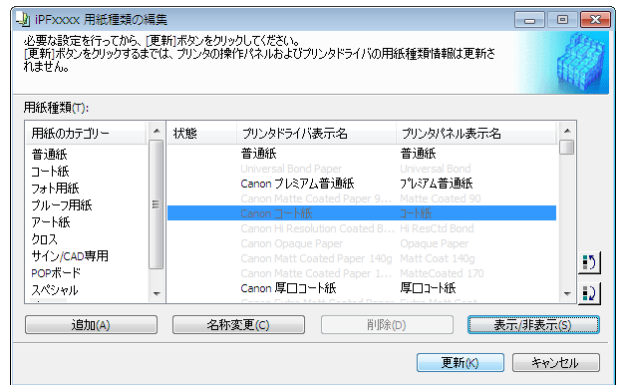 iPFxxxx 用紙種類の編集
必要な設定を行ってから、[更新]ボタンをクリックしてください。
[更新]ボタンをクリックするまでは、プリンタの操作パネルおよびプリンタドライバの用紙種類情報は更新さ
れません。
用紙種類(T):
用紙のカテゴリー 状態 プリンタドライバ表示名 プリンタパネル表示名
普通紙
コート紙
フォト用紙
プルーフ用紙
アート紙
クロス
サイン/CAD専用
POPボード
スペシャル
普通紙 普通紙
Universal Bond Paper Universal Bond
Canon プレミアム普通紙 プレミアム普通紙
Canon Matte Coated Paper 9... Matte Coated 90
Canon コート紙 コート紙
Canon Hi Resolution Coated B... Hi ResCtd Bond
Canon Opaque Paper Opaque Paper
Canon Matt Coated Paper 140g Matt Coat 140g
Canon Matte Coated Paper 1... MatteCoated 170
Canon 厚口コート紙 厚口コート紙
追加(A) 名称変更(C) 削除(D) 表示/非表示(S)
更新(K) キャンセル